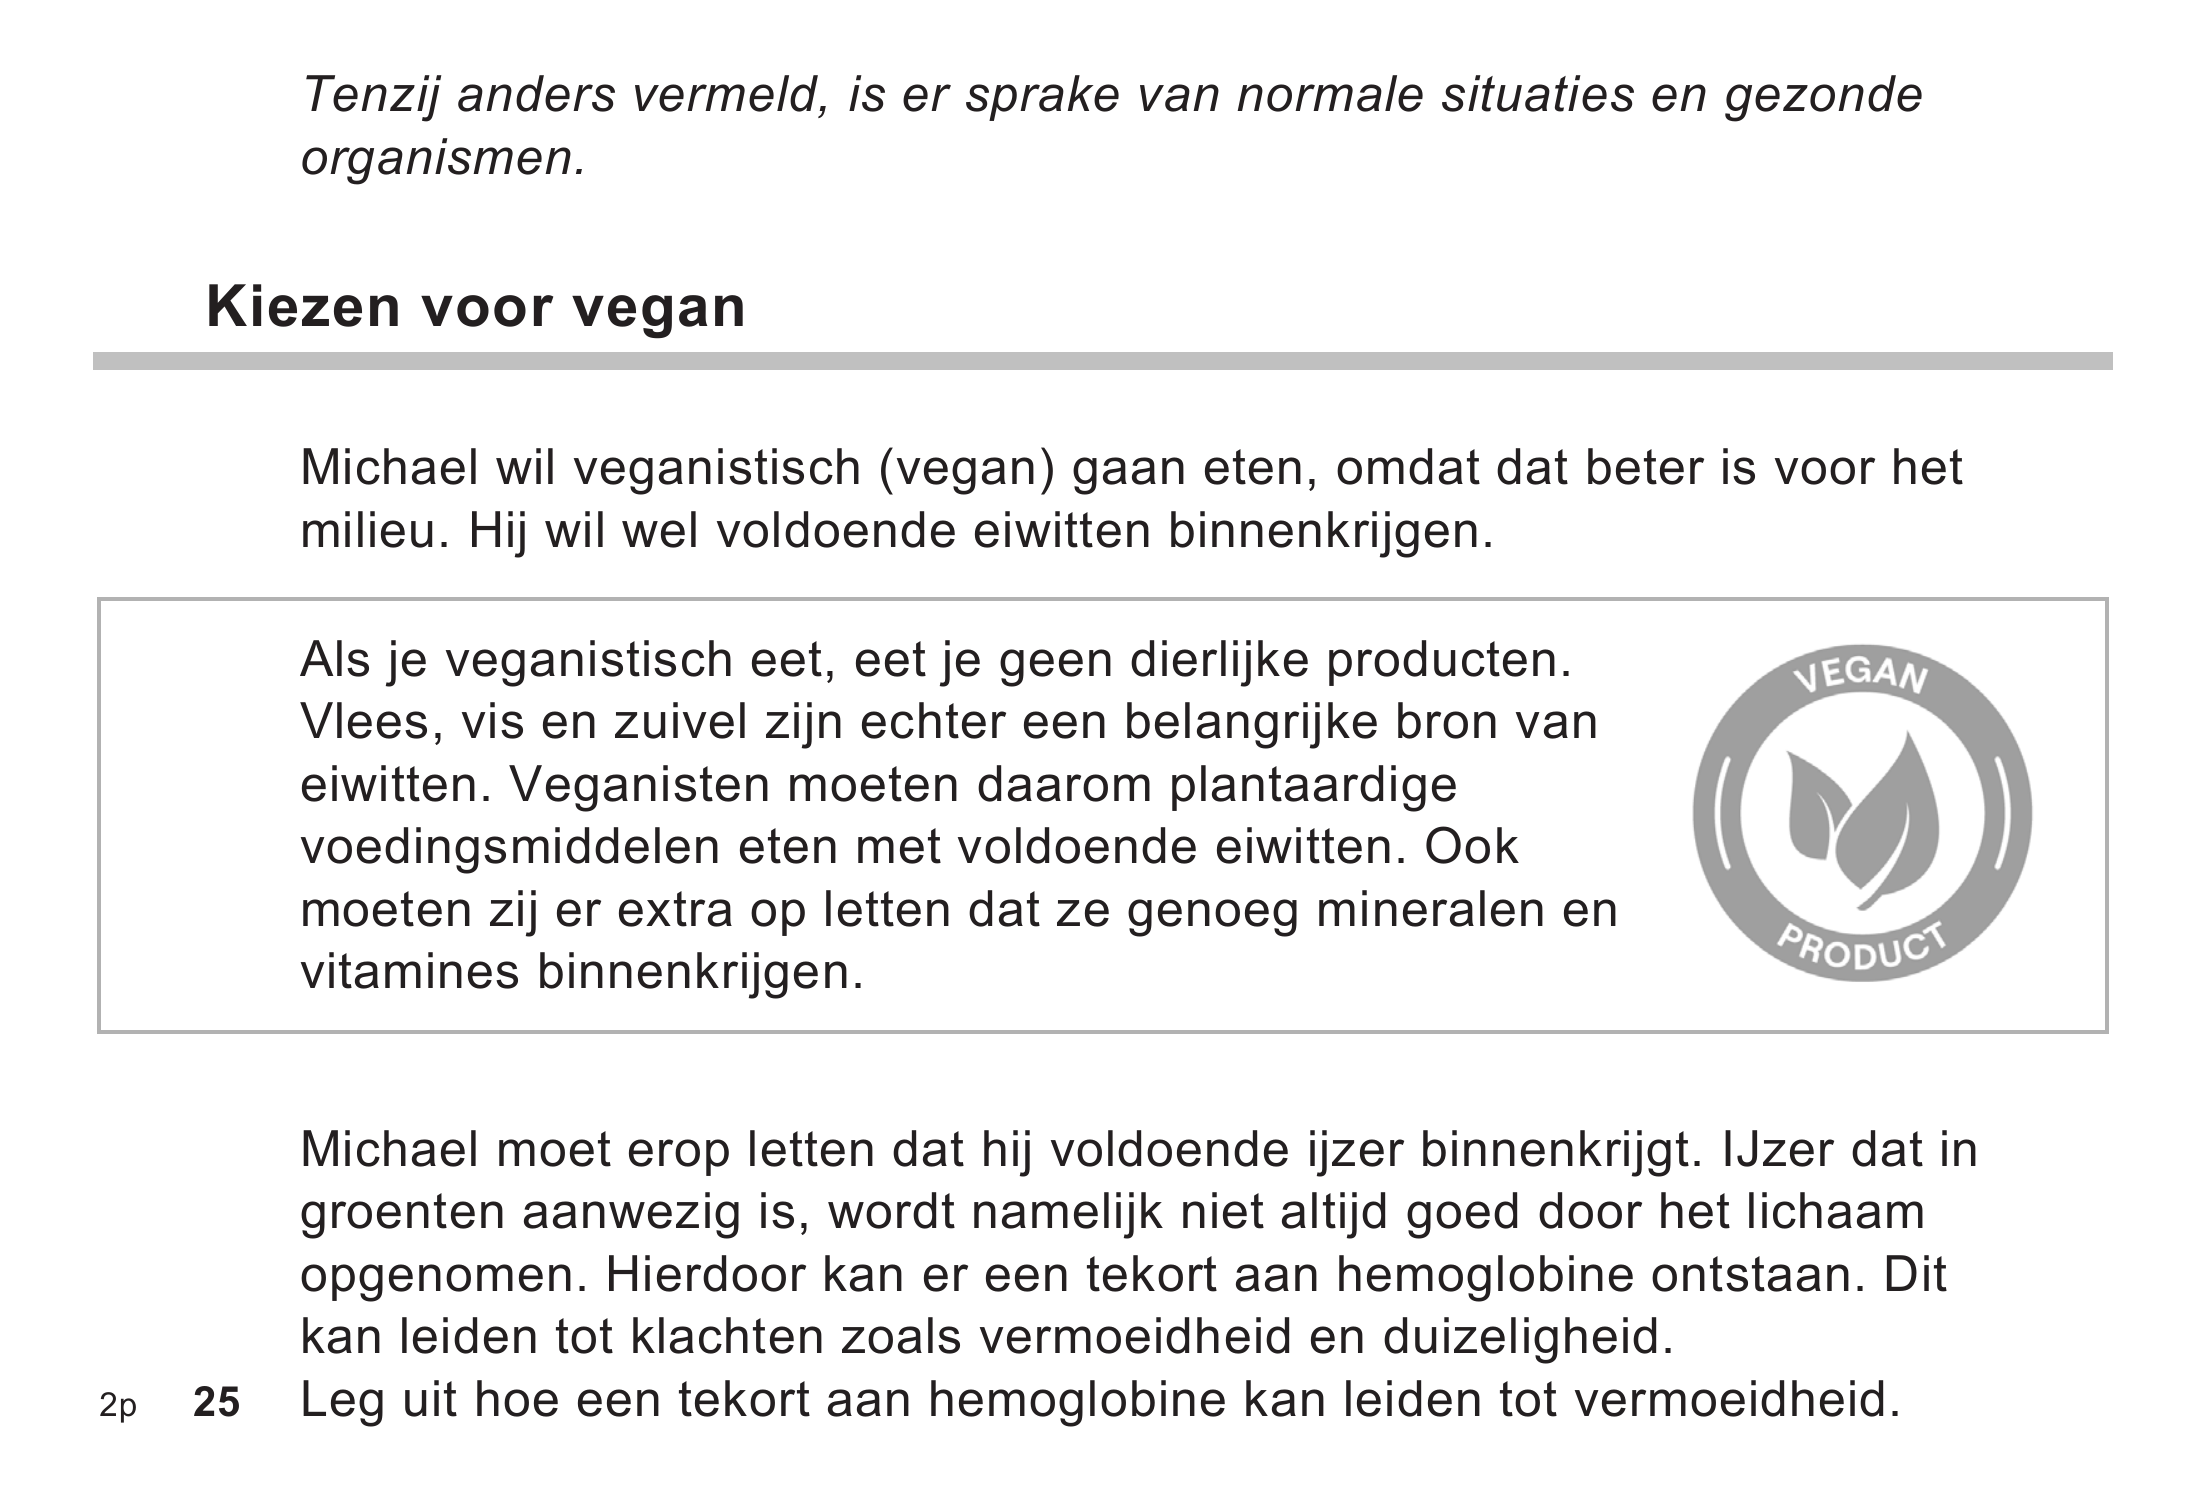 Tenzij anders vermeld, is er sprake van normale situaties en gezonde
organismen.
Kiezen voor vegan
Michael wil veganistisch (vegan) gaan eten, omdat dat beter is voor het
milieu. Hij wil wel voldoende eiwitten binnenkrijgen.
Als je veganistisch eet, eet je geen dierlijke producten.
Vlees, vis en zuivel zijn echter een belangrijke bron van
eiwitten. Veganisten moeten daarom plantaardige
voedingsmiddelen eten met voldoende eiwitten. Ook
moeten zij er extra op letten dat ze genoeg mineralen en
vitamines binnenkrijgen.
VEGAN
PRODUCT
Michael moet erop letten dat hij voldoende ijzer binnenkrijgt. IJzer dat in
groenten aanwezig is, wordt namelijk niet altijd goed door het lichaam
opgenomen. Hierdoor kan er een tekort aan hemoglobine ontstaan. Dit
kan leiden tot klachten zoals vermoeidheid en duizeligheid.
2p 25 Leg uit hoe een tekort aan hemoglobine kan leiden tot vermoeidheid.